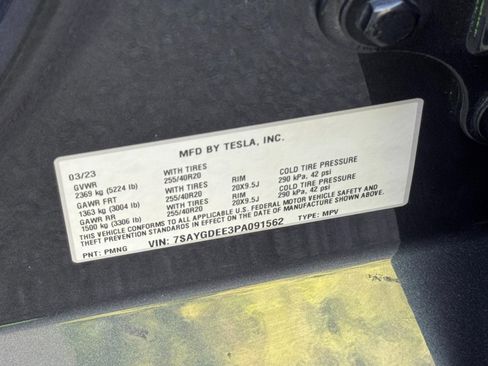 MFD BY TESLA, INC.
03/23
GVWR WITH TIRES COLD TIRE PRESSURE
2369 kg (5224 lb) 255/40R20 RIM 290 kPa, 42 psi
GAWR FRT WITH TIRES 20X9.5J COLD TIRE PRESSURE
1363 kg (3004 lb) 255/40R20 RIM 290 kPa, 42 psi
GAWR RR WITH TIRES 20X9.5J
1500 kg (3306 lb) 255/40R20
THIS VEHICLE CONFORMS TO ALL APPLICABLE U.S. FEDERAL MOTOR VEHICLE SAFETY AND
THEFT PREVENTION STANDARDS IN EFFECT ON THE DATE OF MANUFACTURE SHOWN ABOVE.
PNT: PMNG VIN: 7SAYGDEE3PA091562 TYPE: MPV